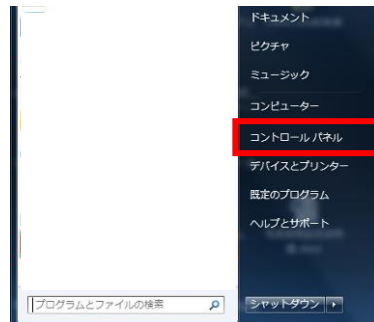 ドキュメント
ピクチャ
ミュージック
コンピューター
コントロール パネル
デバイスとプリンター
既定のプログラム
ヘルプとサポート
プログラムとファイルの検索
シャットダウン